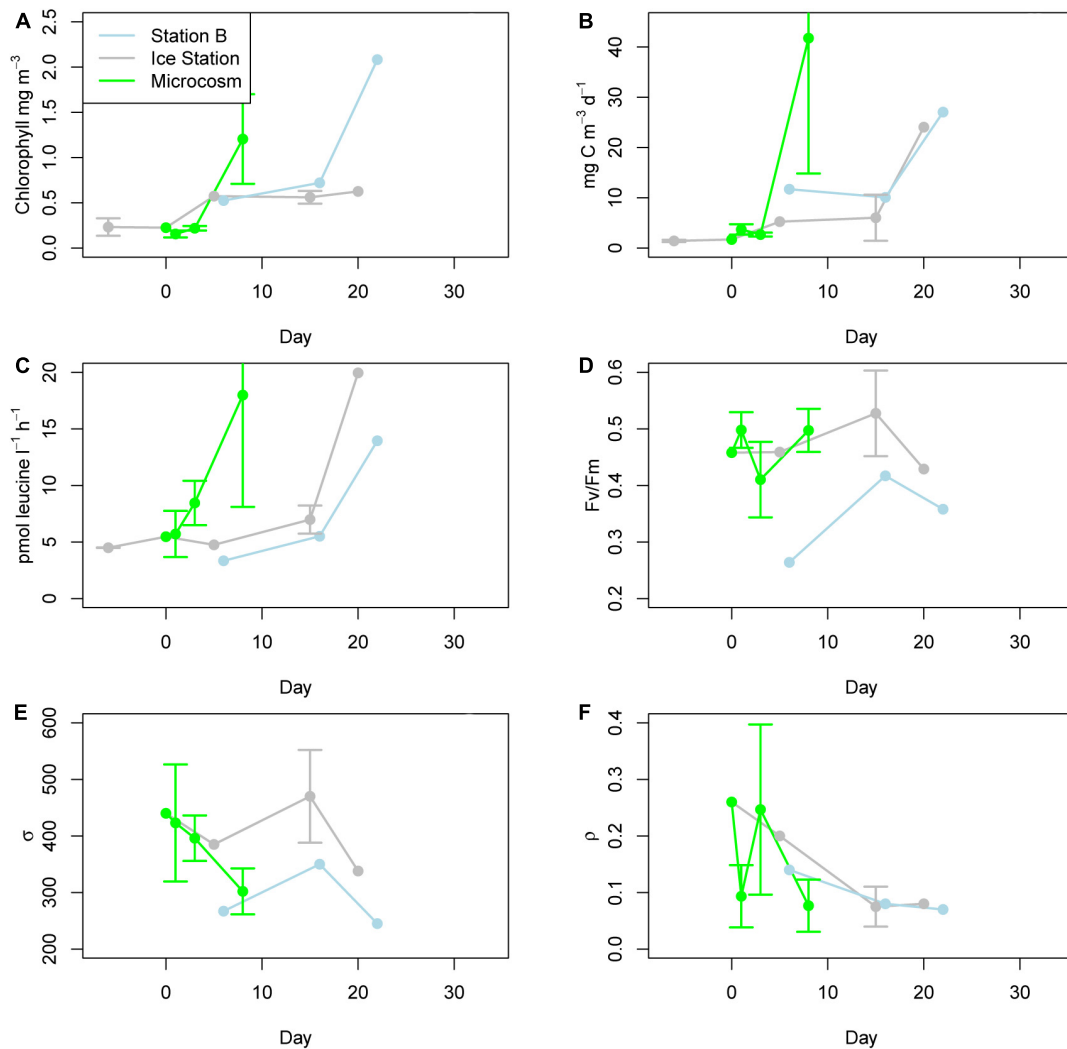 A
Chlorophyll mg m⁻³
0.0 0.5 1.0 1.5 2.0 2.5
Station B
Ice Station
Microcosm
0 10 20 30
Day
B
mg C m⁻³ d⁻¹
0 10 20 30 40
0 10 20 30
Day
C
pmol leucine l⁻¹ h⁻¹
0 5 10 15 20
0 10 20 30
Day
D
Fv/Fm
0.2 0.3 0.4 0.5 0.6
0 10 20 30
Day
E
σ
200 300 400 500 600
0 10 20 30
Day
F
ρ
0.0 0.1 0.2 0.3 0.4
0 10 20 30
Day